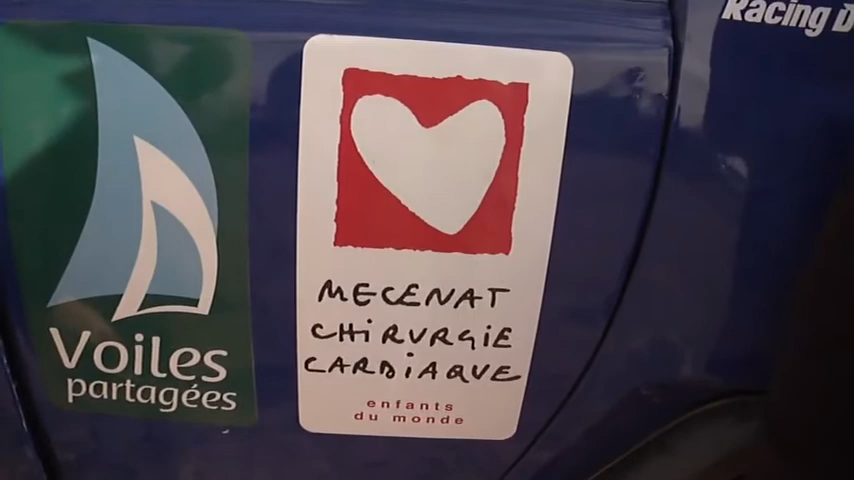 Racing D
Voiles
partagées
MECENAT
CHiRURGiE
CARDiAQUE
enfants
du monde